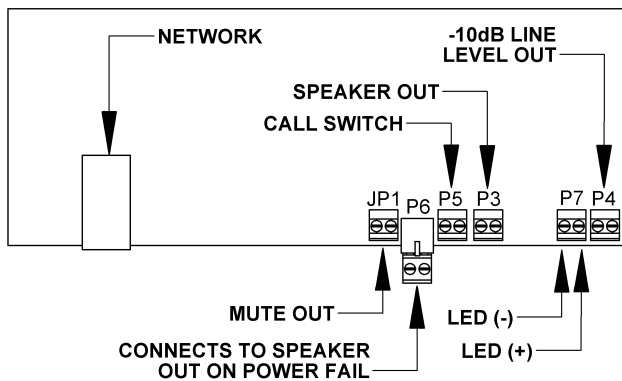 NETWORK
-10dB LINE
LEVEL OUT
SPEAKER OUT
CALL SWITCH
JP1
P6
P5
P3
P7
P4
MUTE OUT
LED (-)
CONNECTS TO SPEAKER
OUT ON POWER FAIL
LED (+)